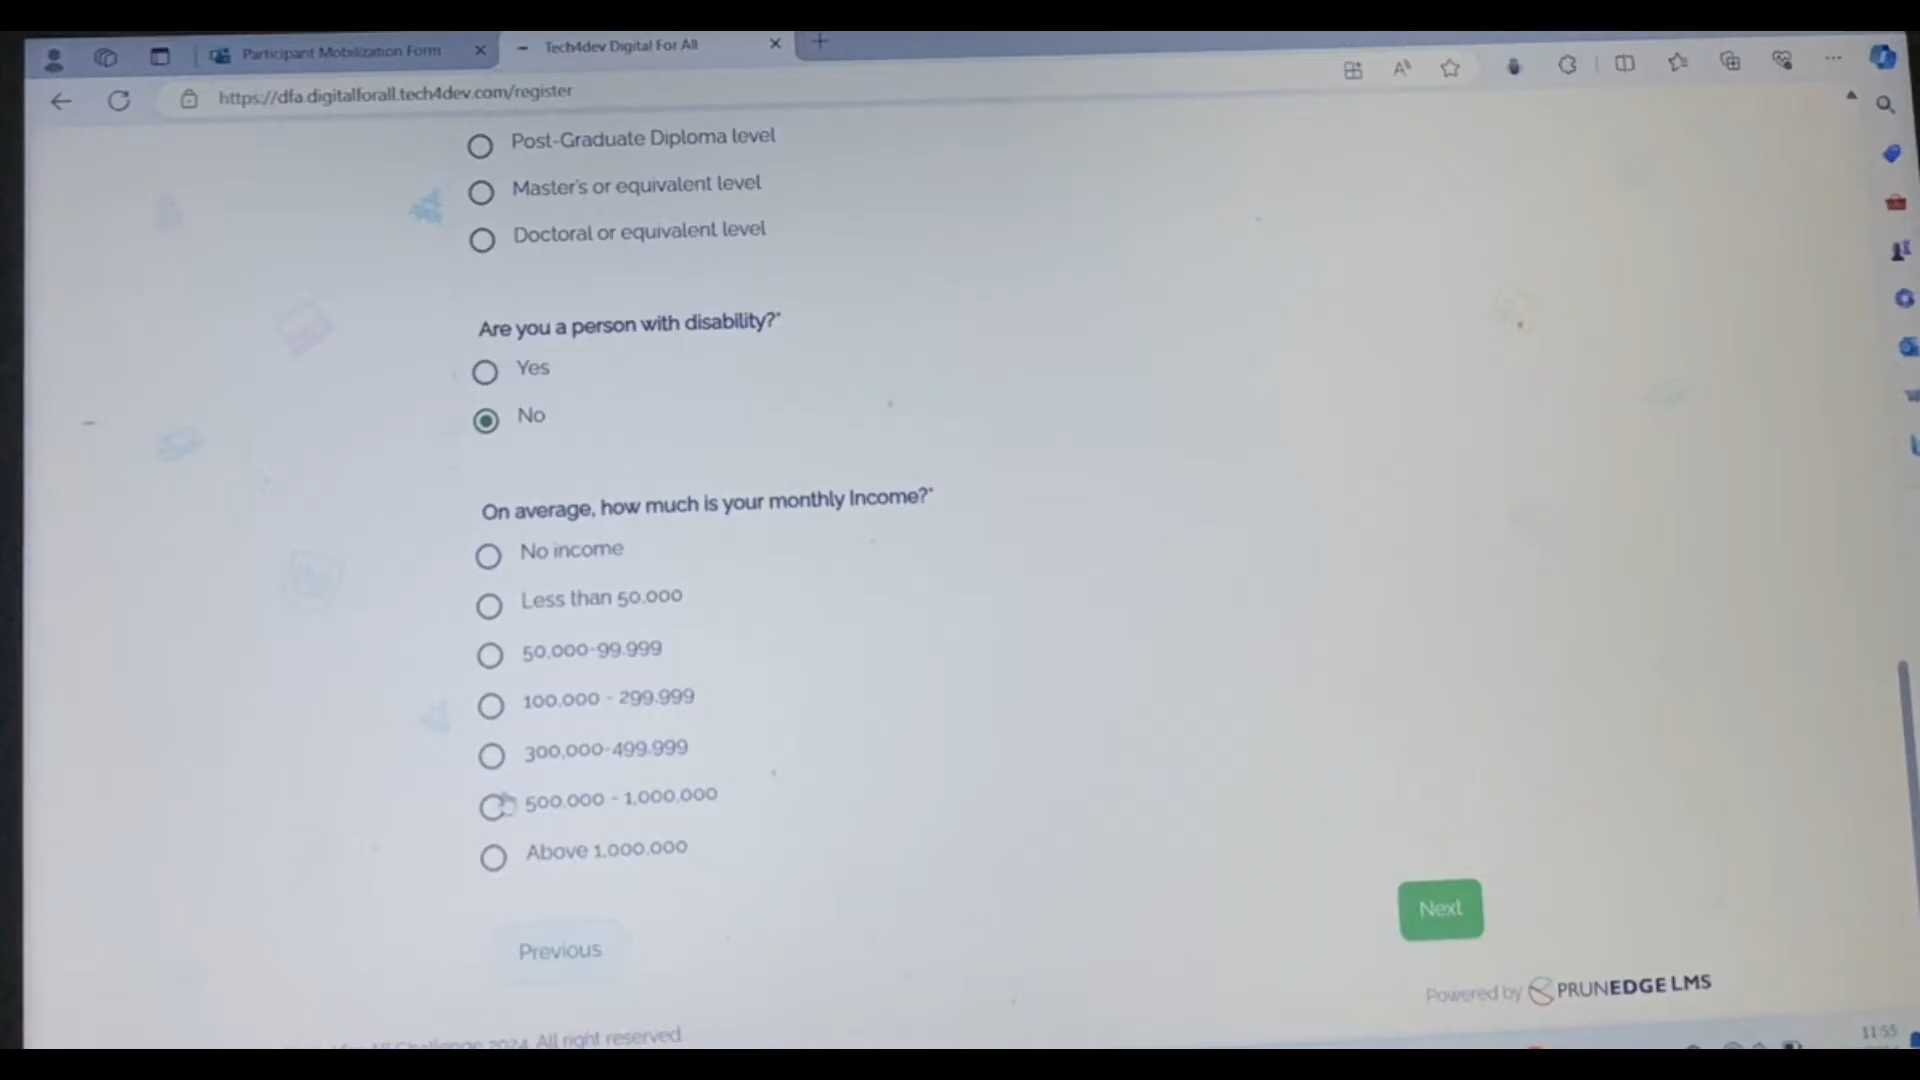 Participant Mobilization Form
Tech4dev Digital For All
https://dfa.digitalforall.tech4dev.com/register
Post-Graduate Diploma level
Master's or equivalent level
Doctoral or equivalent level
Are you a person with disability?*
Yes
No
On average, how much is your monthly Income?*
No income
Less than 50,000
50,000-99,999
100,000 - 299,999
300,000-499,999
500,000 - 1,000,000
Above 1,000,000
Next
Previous
Powered by PRUNEDGE LMS
Challenge 2024. All right reserved
11:55